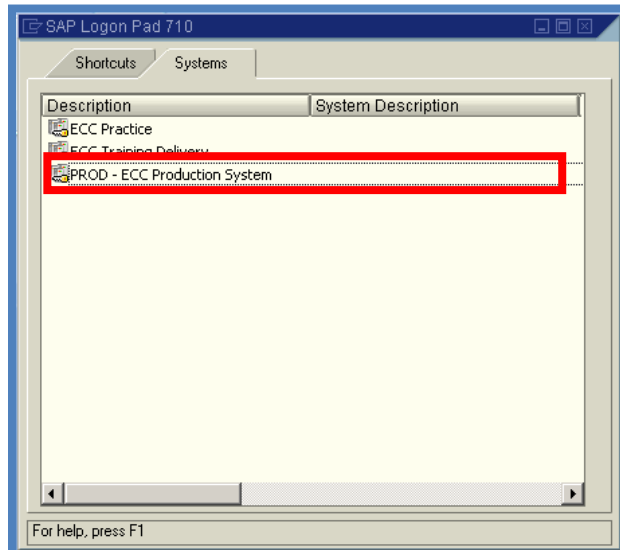 SAP Logon Pad 710
Shortcuts Systems
Description System Description
ECC Practice
ECC Training Delivery
PROD - ECC Production System
For help, press F1